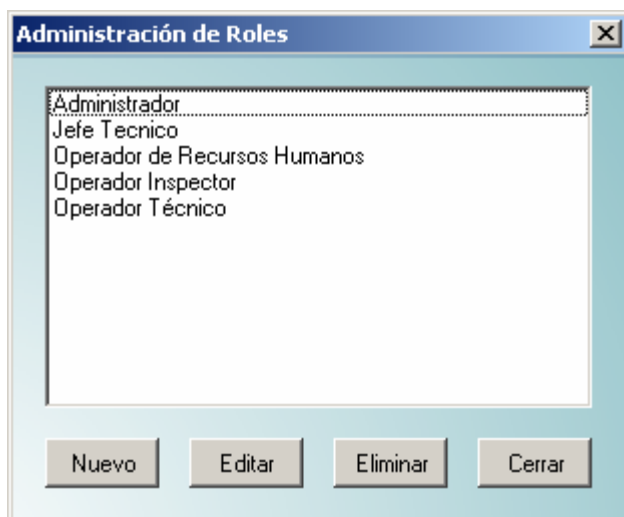 Administración de Roles
Administrador
Jefe Tecnico
Operador de Recursos Humanos
Operador Inspector
Operador Técnico
Nuevo Editar Eliminar Cerrar